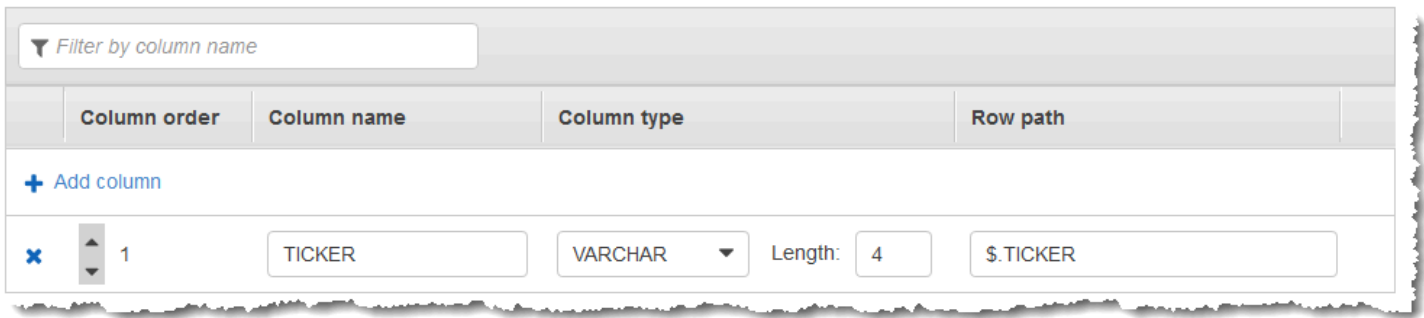 Filter by column name
Column order Column name Column type Row path
Add column
1 TICKER VARCHAR Length: 4 $.TICKER